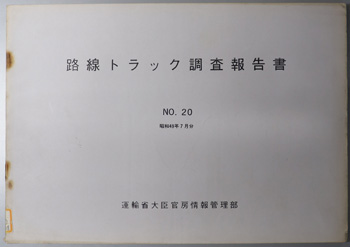 路線トラック調査報告書
NO. 20
昭和49年7月分
運輸省大臣官房情報管理部